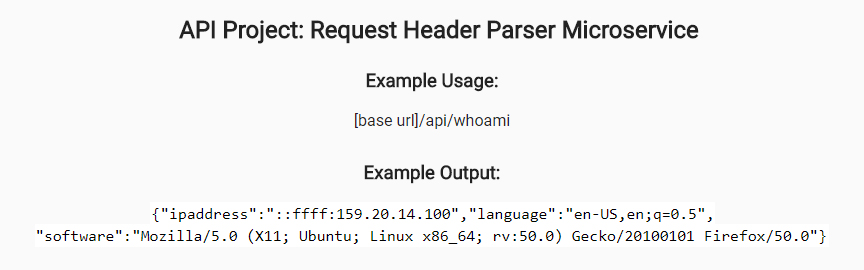 API Project: Request Header Parser Microservice
Example Usage:
[base url]/api/whoami
Example Output:
{"ipaddress":"::ffff:159.20.14.100","language":"en-US,en;q=0.5",
"software":"Mozilla/5.0 (X11; Ubuntu; Linux x86_64; rv:50.0) Gecko/20100101 Firefox/50.0"}